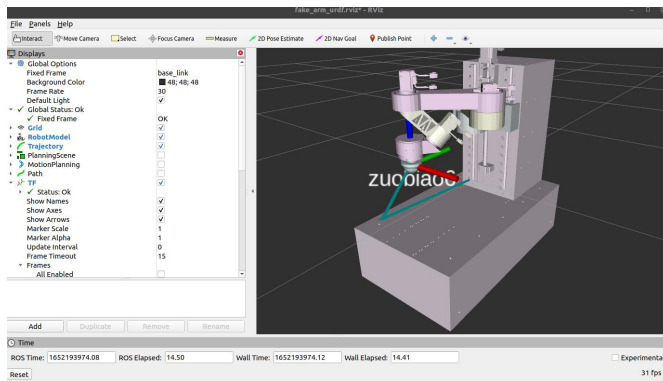 fake_arm_urdf.rviz* - RViz
File Panels Help
Interact Move Camera Select Focus Camera Measure 2D Pose Estimate 2D Nav Goal Publish Point
Displays
Global Options
Fixed Frame base_link
Background Color 48; 48; 48
Frame Rate 30
Default Light
Global Status: Ok
Fixed Frame OK
Grid
RobotModel
Trajectory
PlanningScene
MotionPlanning
Path
TF
Status: Ok
Show Names
Show Axes
Show Arrows
Marker Scale 1
Marker Alpha 1
Update Interval 0
Frame Timeout 15
Frames
All Enabled
zuobiao6
Add Duplicate Remove Rename
Time
ROS Time: 1652193974.08 ROS Elapsed: 14.50 Wall Time: 1652193974.12 Wall Elapsed: 14.41 Experimenta
Reset 31 fps